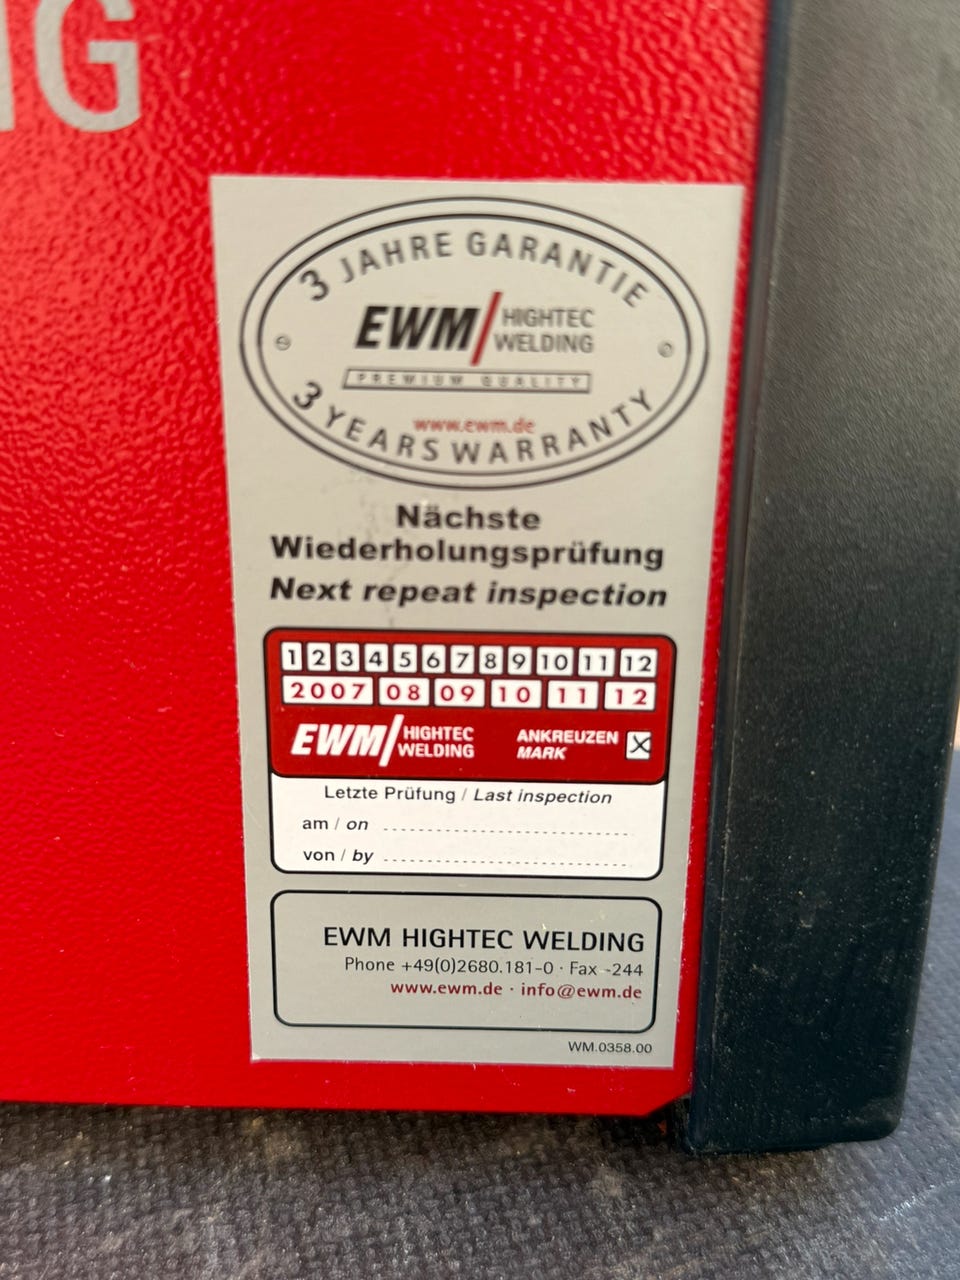 IG
3 JAHRE GARANTIE
EWM HIGHTEC
WELDING
PREMIUM QUALITY
www.ewm.de
3 YEARS WARRANTY
Nächste
Wiederholungsprüfung
Next repeat inspection
1 2 3 4 5 6 7 8 9 10 11 12
2007 08 09 10 11 12
EWM HIGHTEC WELDING ANKREUZEN MARK X
Letzte Prüfung / Last inspection
am / on
von / by
EWM HIGHTEC WELDING
Phone +49(0)2680.181-0 · Fax -244
www.ewm.de · info@ewm.de
WM.0358.00